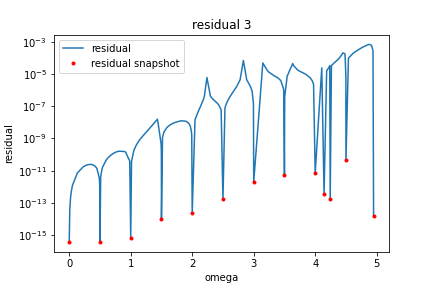 residual 3
residual
residual snapshot
10⁻³
10⁻⁵
10⁻⁷
10⁻⁹
10⁻¹¹
10⁻¹³
10⁻¹⁵
residual
0 1 2 3 4 5
omega